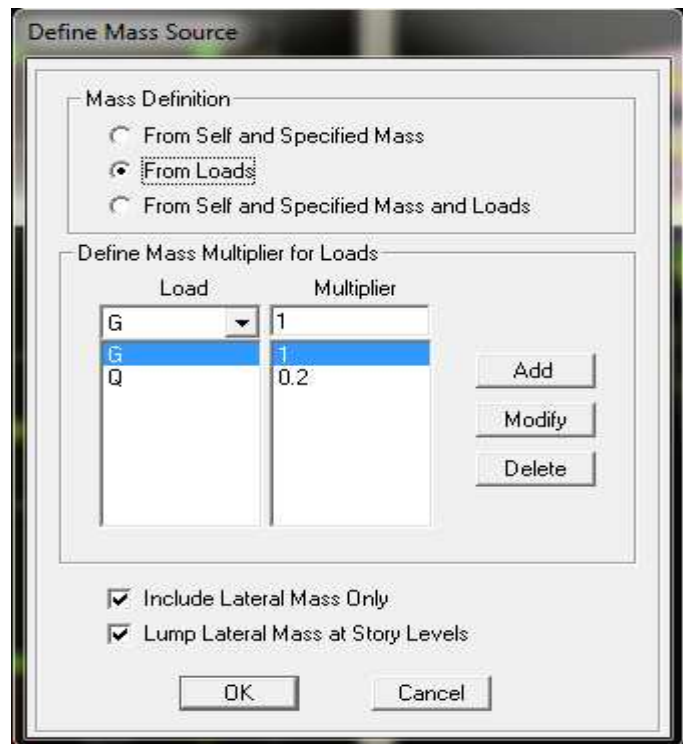 Define Mass Source
Mass Definition
From Self and Specified Mass
From Loads
From Self and Specified Mass and Loads
Define Mass Multiplier for Loads
Load Multiplier
G 1
G 1
Q 0.2
Add
Modify
Delete
Include Lateral Mass Only
Lump Lateral Mass at Story Levels
OK Cancel